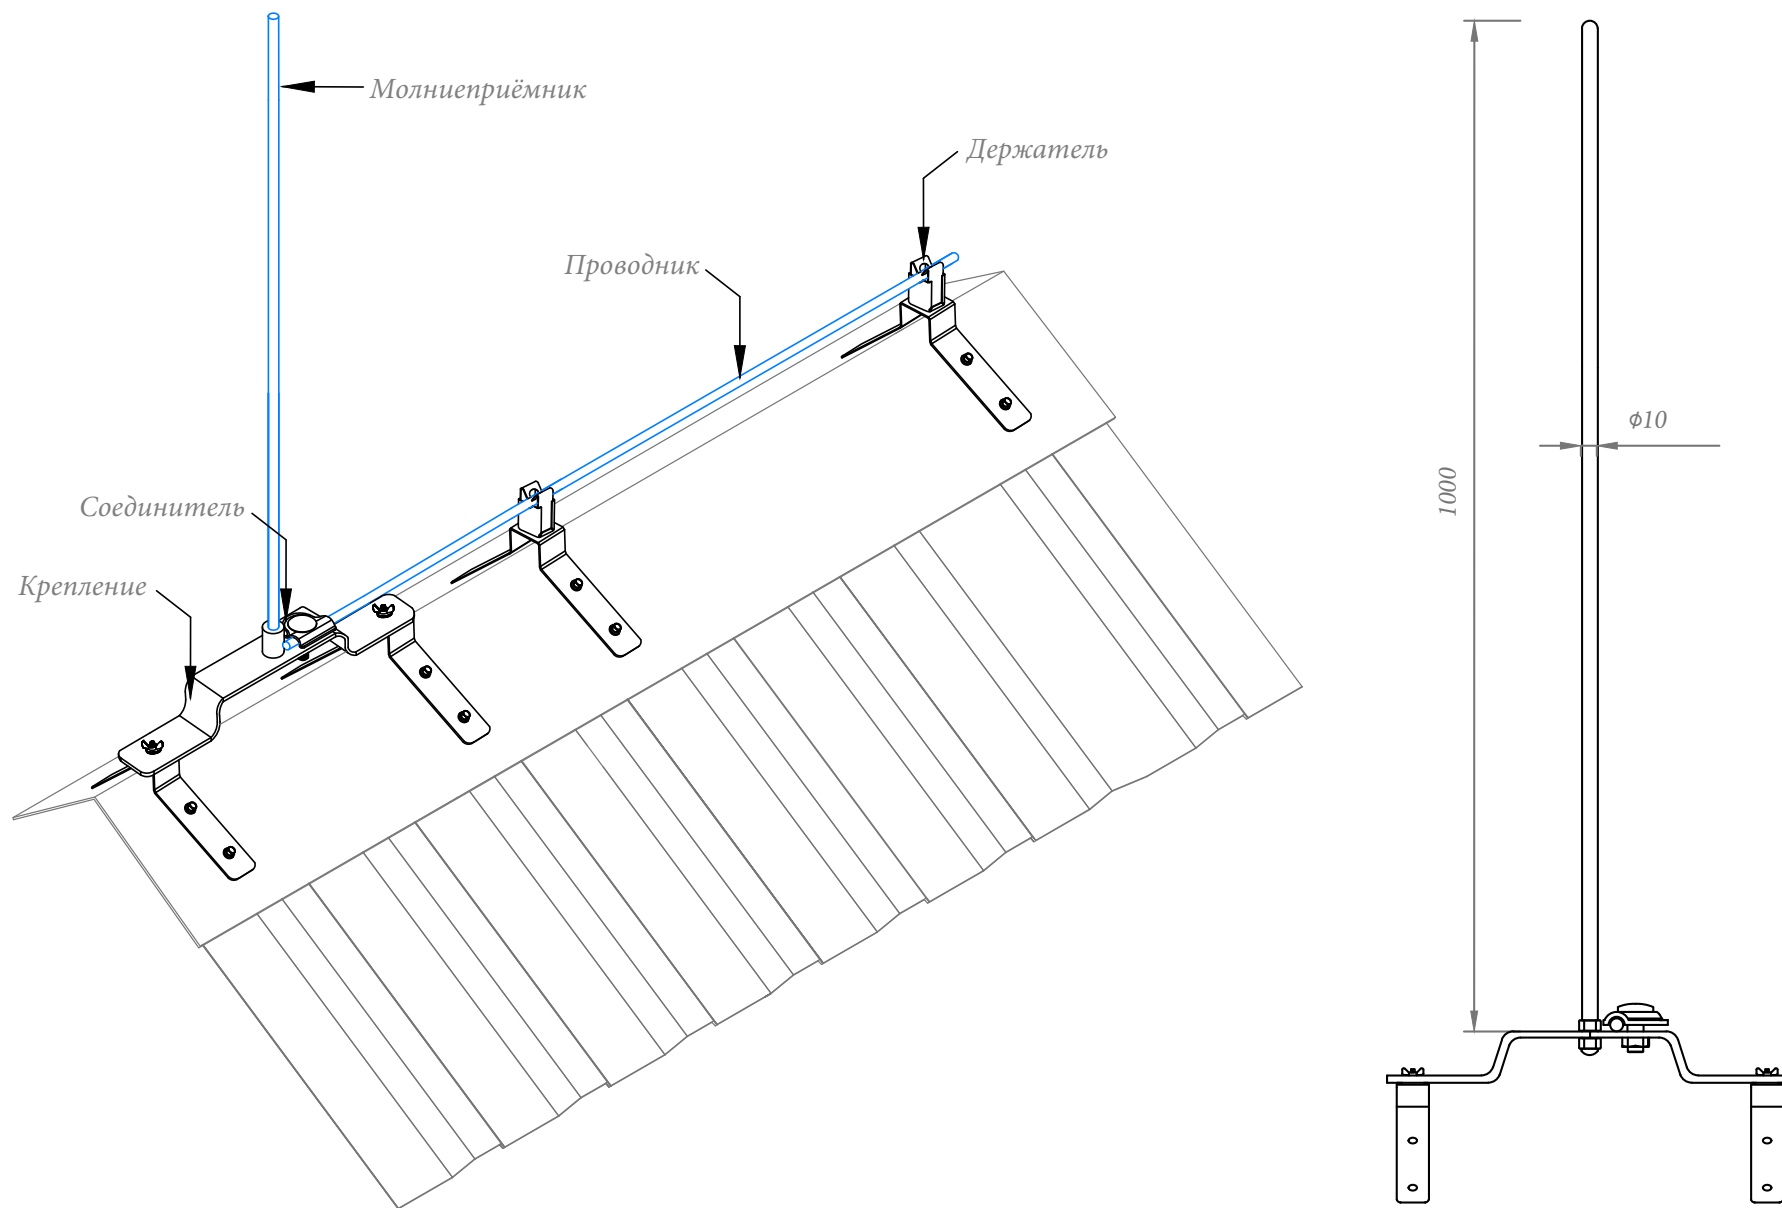 Молниеприёмник
Держатель
Проводник
Соединитель
Крепление
ϕ10
1000